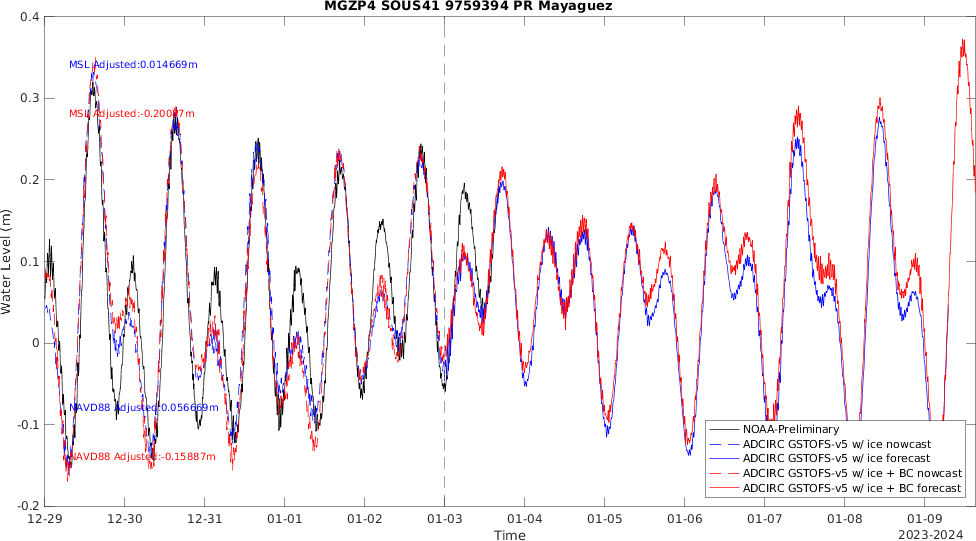 MGZP4 SOUS41 9759394 PR Mayaguez
0.4
0.3
0.2
0.1
0
-0.1
-0.2
Water Level (m)
MSL Adjusted:0.014669m
MSL Adjusted:-0.20087m
NAVD88 Adjusted:0.056669m
NAVD88 Adjusted:-0.15887m
NOAA-Preliminary
ADCIRC GSTOFS-v5 w/ ice nowcast
ADCIRC GSTOFS-v5 w/ ice forecast
ADCIRC GSTOFS-v5 w/ ice + BC nowcast
ADCIRC GSTOFS-v5 w/ ice + BC forecast
12-29 12-30 12-31 01-01 01-02 01-03 01-04 01-05 01-06 01-07 01-08 01-09
2023-2024
Time